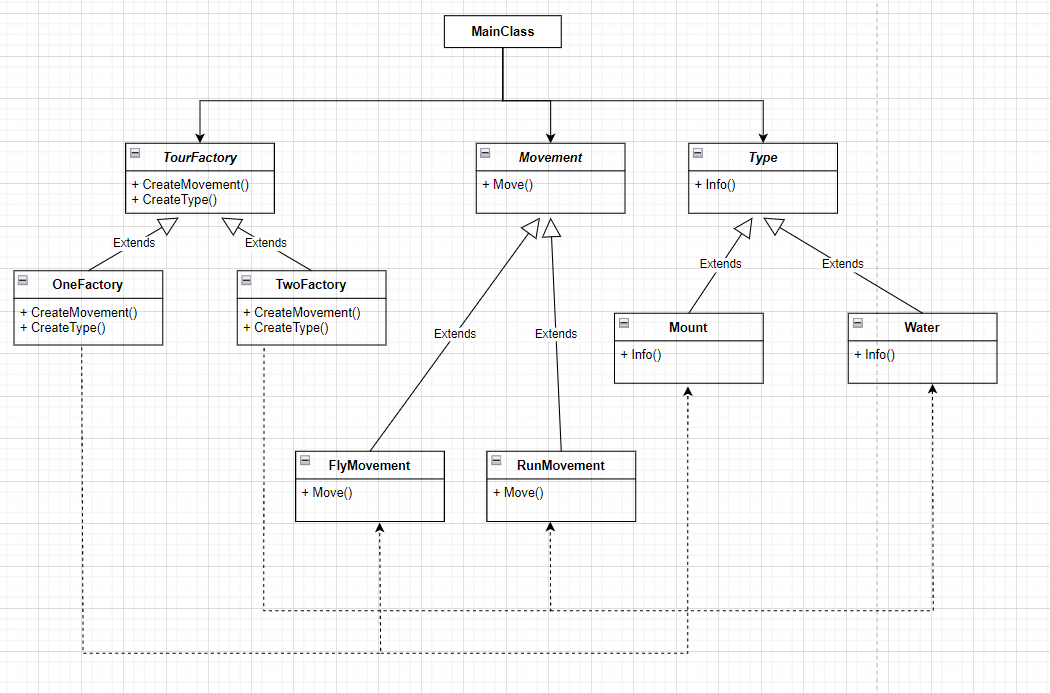 MainClass
TourFactory
+ CreateMovement()
+ CreateType()
Movement
+ Move()
Type
+ Info()
Extends
Extends
Extends
Extends
OneFactory
+ CreateMovement()
+ CreateType()
TwoFactory
+ CreateMovement()
+ CreateType()
Extends
Extends
Mount
+ Info()
Water
+ Info()
FlyMovement
+ Move()
RunMovement
+ Move()